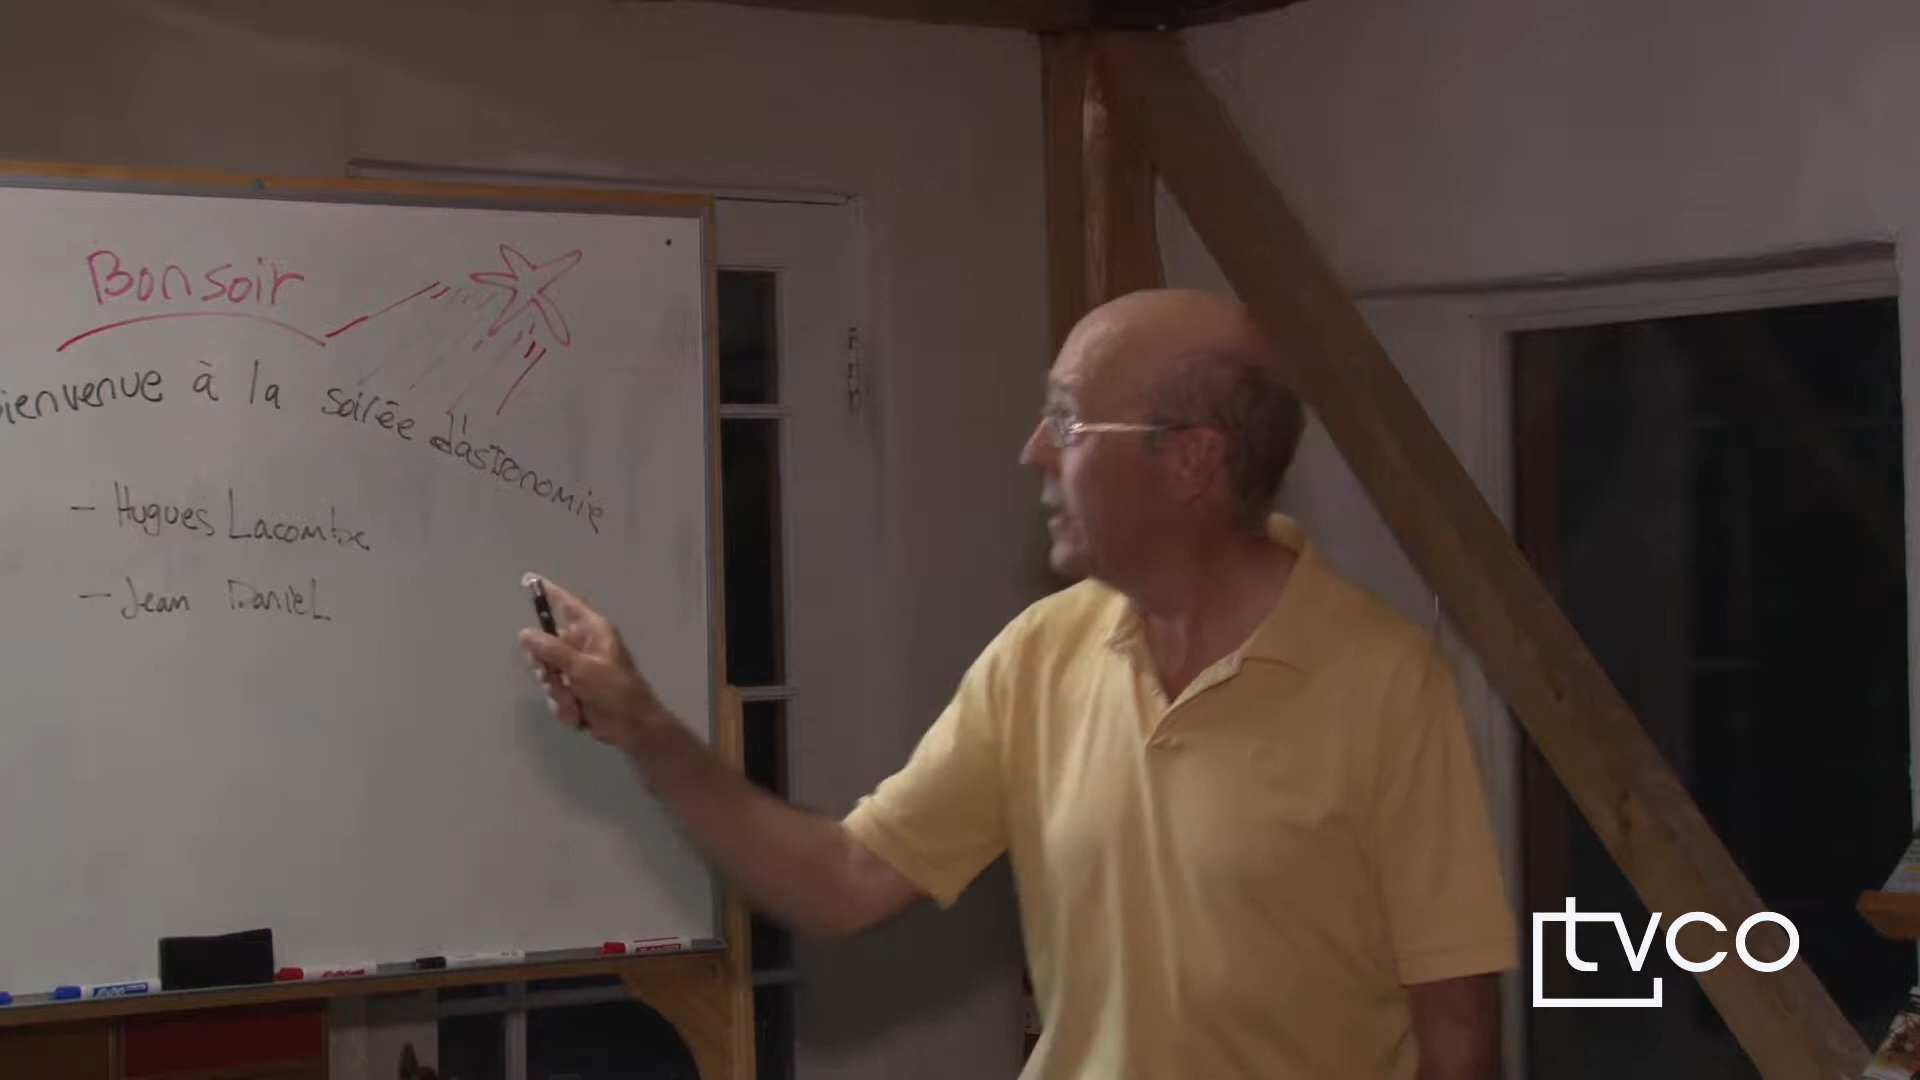 Bonsoir
ienvenue à la soirée d'astronomie
- Hugues Lacombe
- Jean Daniel
tvco